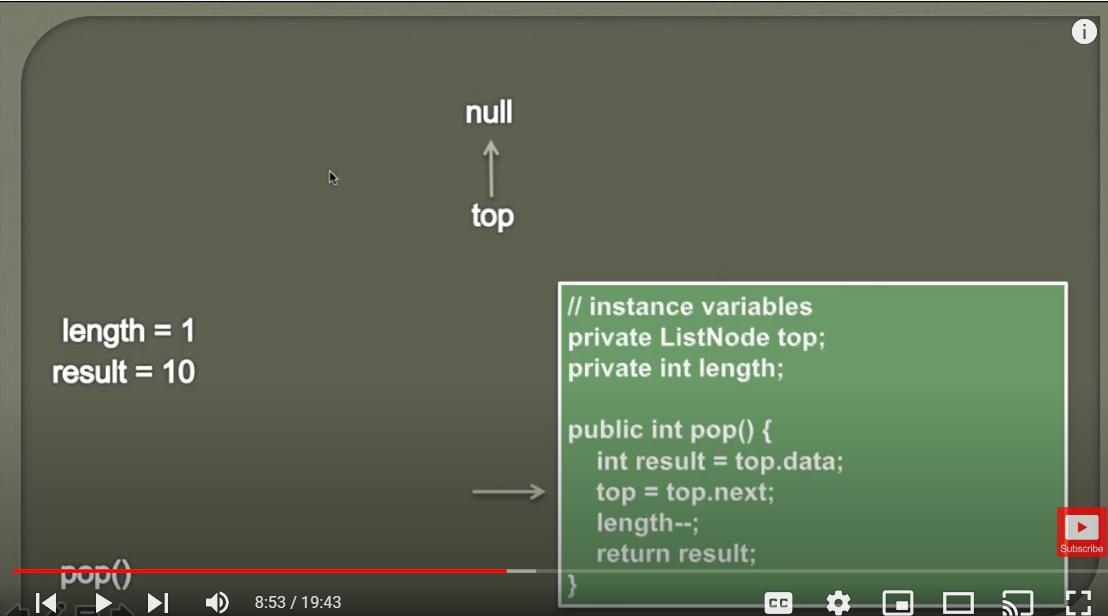 null
top
length = 1
result = 10
// instance variables
private ListNode top;
private int length;
public int pop() {
int result = top.data;
top = top.next;
length--;
return result;
}
pop()
Subscribe
8:53 / 19:43
CC
i